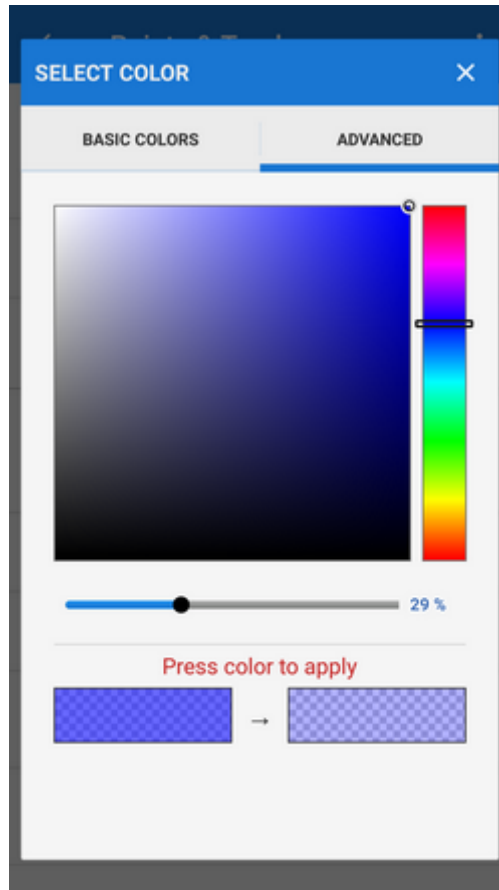 SELECT COLOR ×
BASIC COLORS ADVANCED
29 %
Press color to apply
→